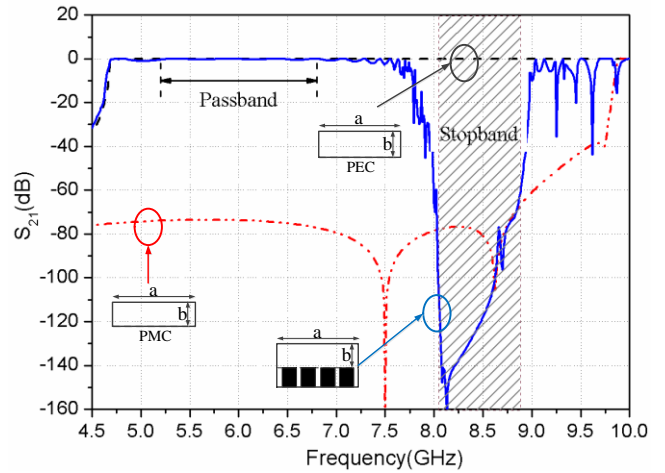 20
0
-20
-40
-60
-80
-100
-120
-140
-160
S21(dB)
Passband
Stopband
a
b
PEC
a
b
PMC
a
b
4.5 5.0 5.5 6.0 6.5 7.0 7.5 8.0 8.5 9.0 9.5 10.0
Frequency(GHz)